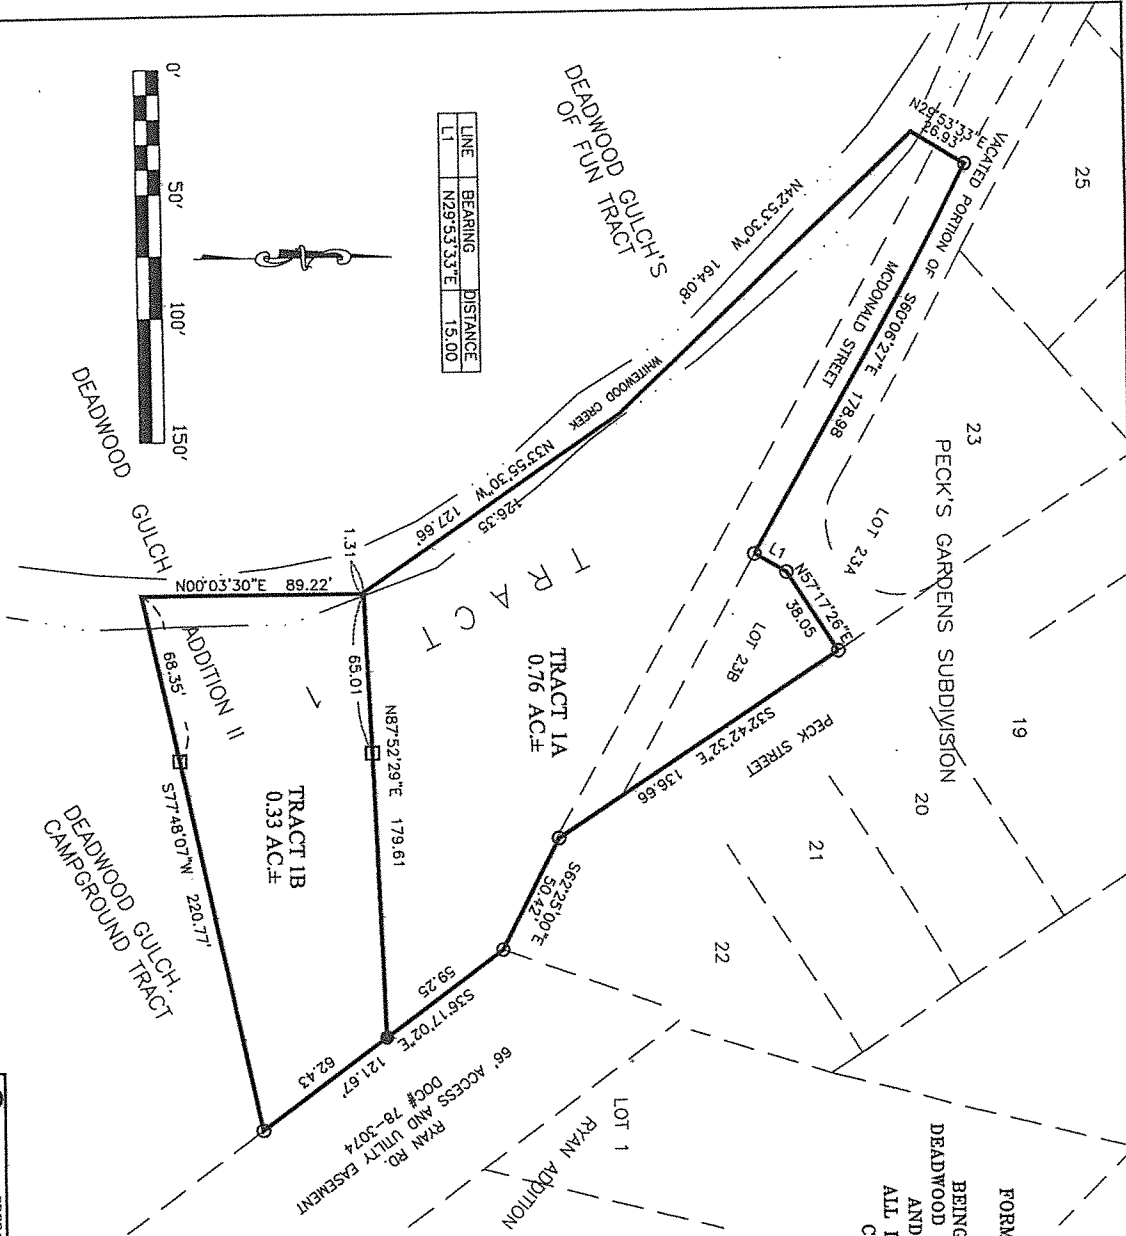 25
VACATED PORTION OF
MCDONALD STREET
N29°53'33"E
26.93'
S60°06'27"E 178.98
DEADWOOD GULCH'S
OF FUN TRACT
N42°53'30"W 164.08'
WHITEWOOD CREEK
N33°55'30"W
127.66'
126.35
1.31
LINE BEARING DISTANCE
L1 N29°53'33"E 15.00
0' 50' 100' 150'
23
PECK'S GARDENS SUBDIVISION
LOT 23A
L1
N57°17'26"E
38.05
LOT 23B
19
20
21
22
PECK STREET
S32°42'32"E 136.66
TRACT
1
TRACT 1A
0.76 AC.±
S62°25'00"E
50.42'
59.25
S36°17'02"E 121.67'
62.43
65.01
N87°52'29"E 179.61
N00°03'30"E 89.22'
DEADWOOD GULCH
ADDITION II
68.35'
S77°48'07"W 220.77'
TRACT 1B
0.33 AC.±
DEADWOOD GULCH.
CAMPGROUND TRACT
RYAN RD.
66' ACCESS AND UTILITY EASEMENT
DOC# 78-3074
LOT 1
RYAN ADDITION
FORM
BEING
DEADWOOD
AND
ALL